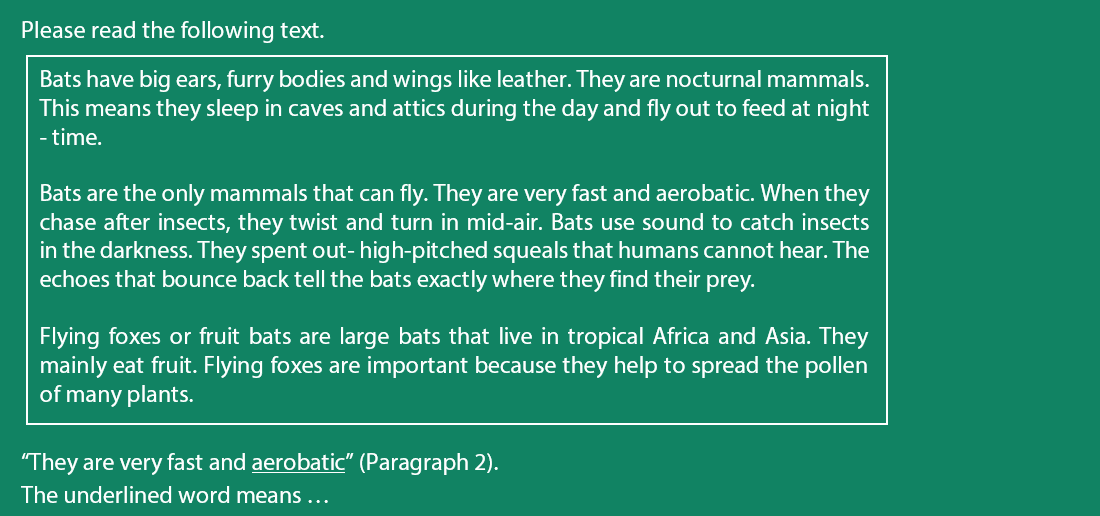 Please read the following text.
Bats have big ears, furry bodies and wings like leather. They are nocturnal mammals.
This means they sleep in caves and attics during the day and fly out to feed at night
- time.
Bats are the only mammals that can fly. They are very fast and aerobatic. When they
chase after insects, they twist and turn in mid-air. Bats use sound to catch insects
in the darkness. They spent out- high-pitched squeals that humans cannot hear. The
echoes that bounce back tell the bats exactly where they find their prey.
Flying foxes or fruit bats are large bats that live in tropical Africa and Asia. They
mainly eat fruit. Flying foxes are important because they help to spread the pollen
of many plants.
“They are very fast and aerobatic” (Paragraph 2).
The underlined word means …